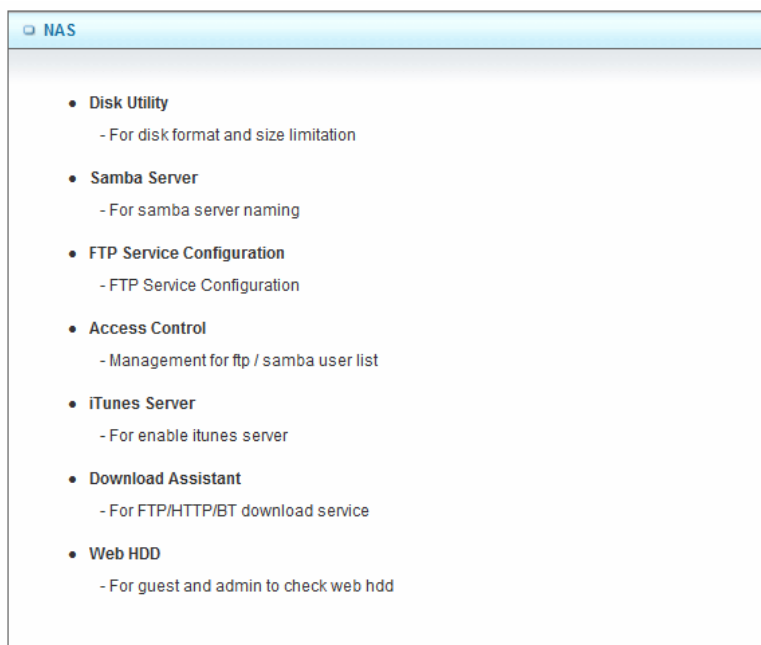 NAS
● Disk Utility
- For disk format and size limitation
● Samba Server
- For samba server naming
● FTP Service Configuration
- FTP Service Configuration
● Access Control
- Management for ftp / samba user list
● iTunes Server
- For enable itunes server
● Download Assistant
- For FTP/HTTP/BT download service
● Web HDD
- For guest and admin to check web hdd